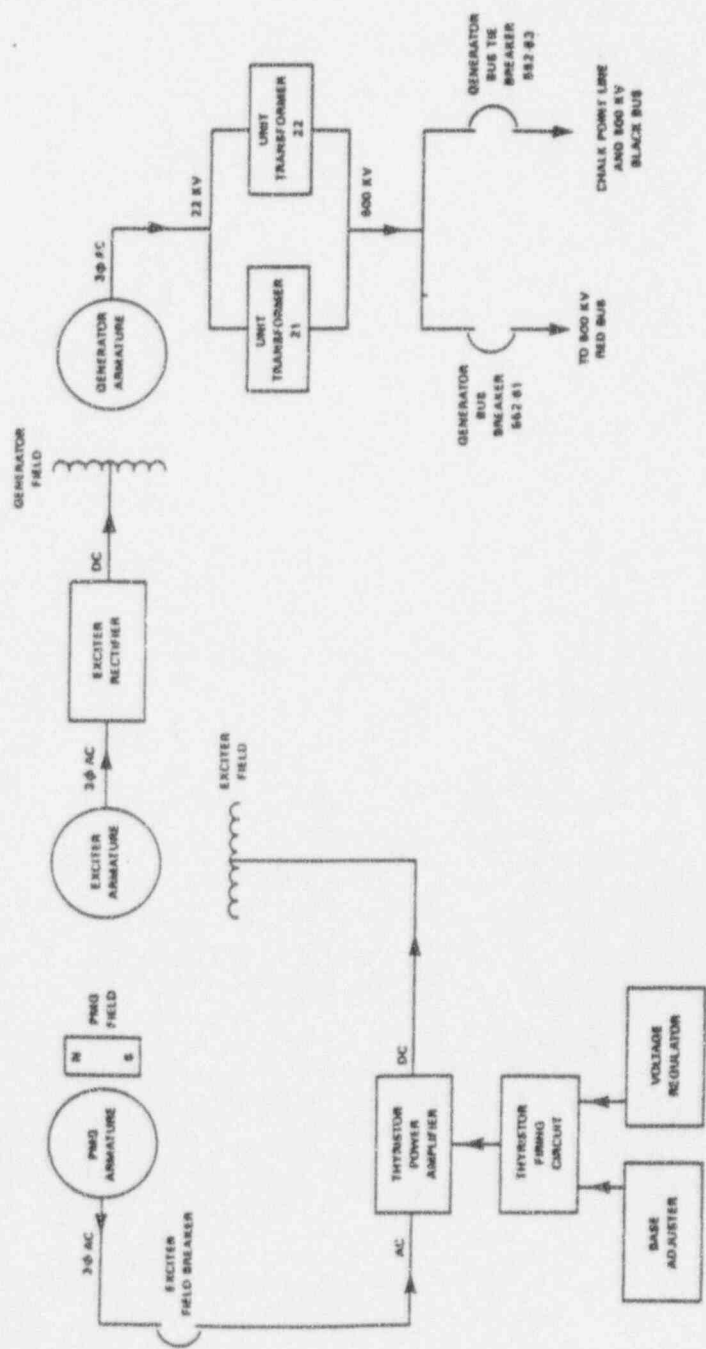 PMG
ARMATURE
PMG
FIELD
N
S
3ϕ AC
EXCITER
FIELD BREAKER
AC
THYRISTOR
POWER
AMPLIFIER
DC
THYRISTOR
FIRING
CIRCUIT
BASE
ADJUSTER
VOLTAGE
REGULATOR
EXCITER
FIELD
EXCITER
ARMATURE
3ϕ AC
EXCITER
RECTIFIER
DC
GENERATOR
FIELD
GENERATOR
ARMATURE
3ϕ AC
22 KV
UNIT
TRANSFORMER
21
UNIT
TRANSFORMER
22
KV
GENERATOR
BUS
BREAKER
GENERATOR
BUS TIE
BREAKER
TO KV
RED BUS
CHALK POINT LINE
AND KV
BLACK BUS